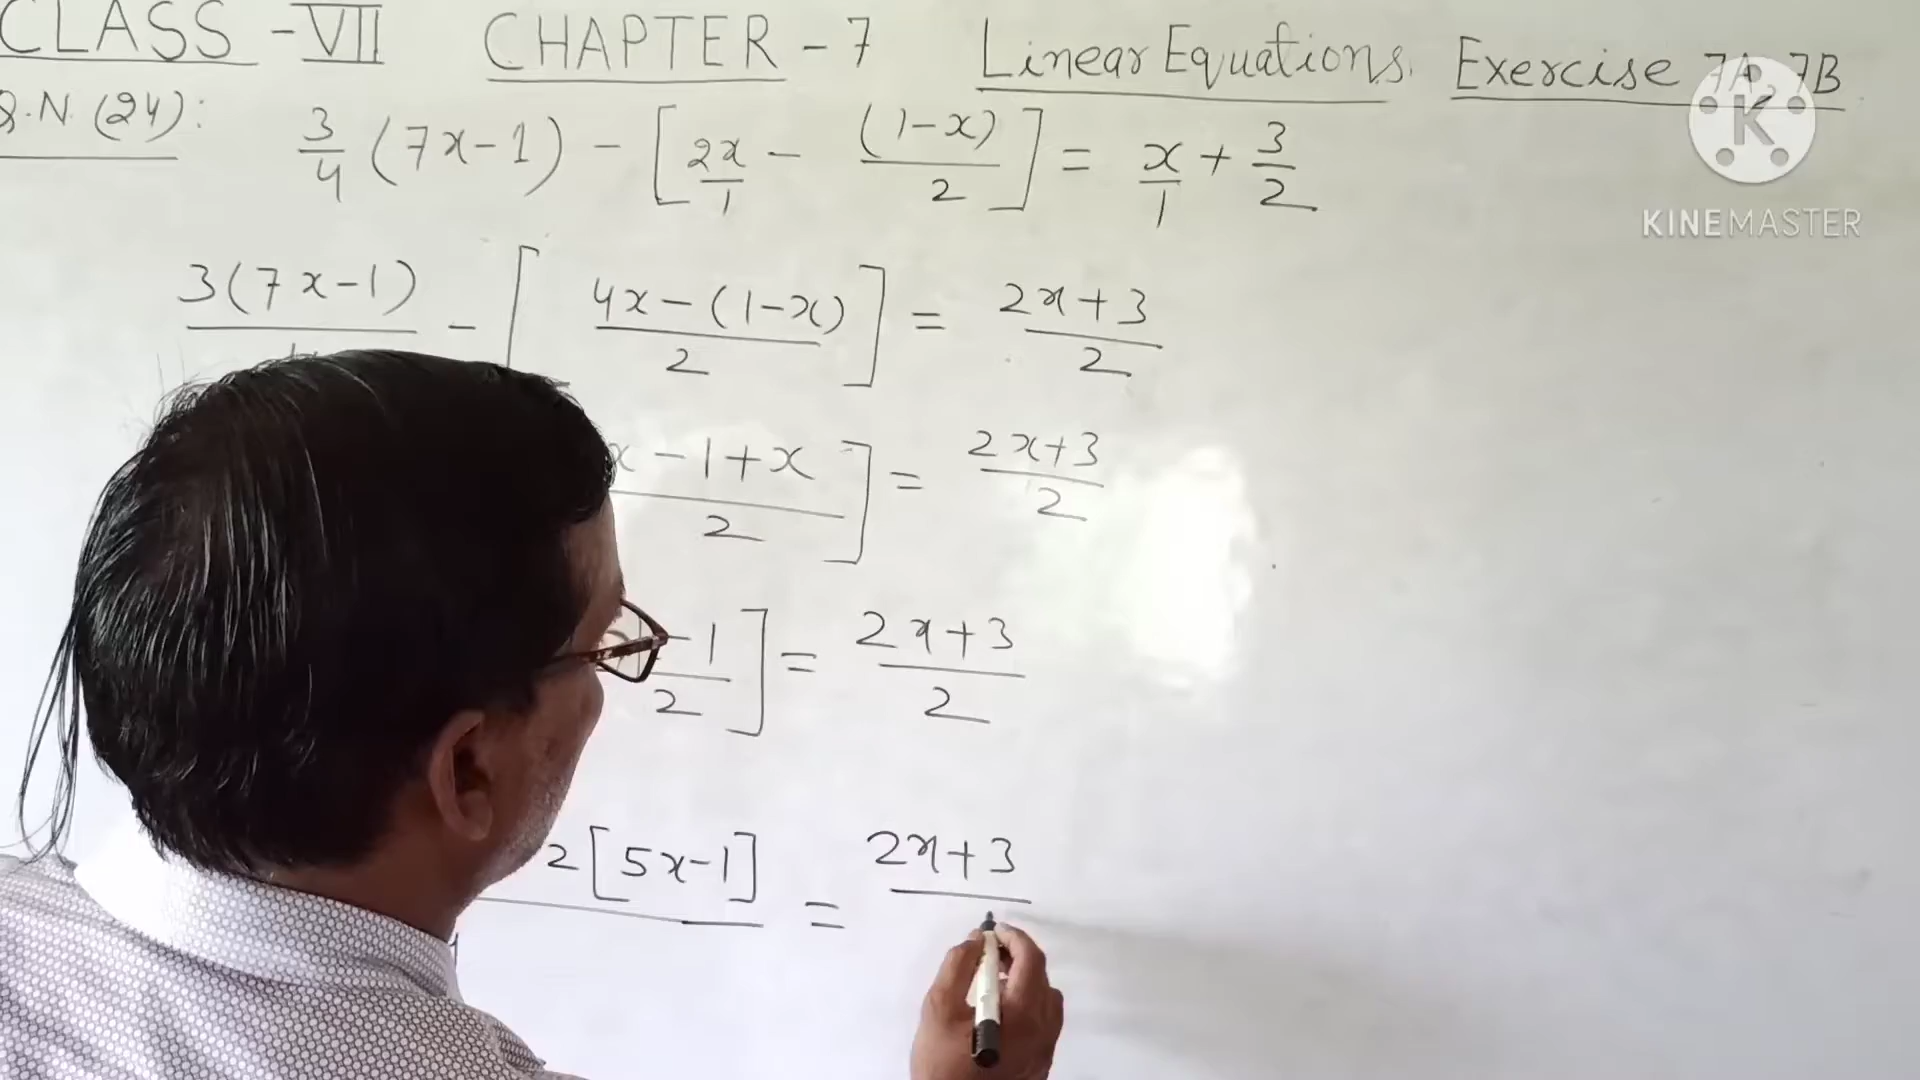 CLASS - VII CHAPTER - 7 Linear Equations. Exercise 7A, 7B
Q.N. (24): 3/4 (7x-1) - [2x/1 - (1-x)/2] = x/1 + 3/2
3(7x-1) - [4x-(1-x)/2] = 2x+3/2
x-1+x/2] = 2x+3/2
-1/2] = 2x+3/2
2[5x-1] = 2x+3
K
KINEMASTER